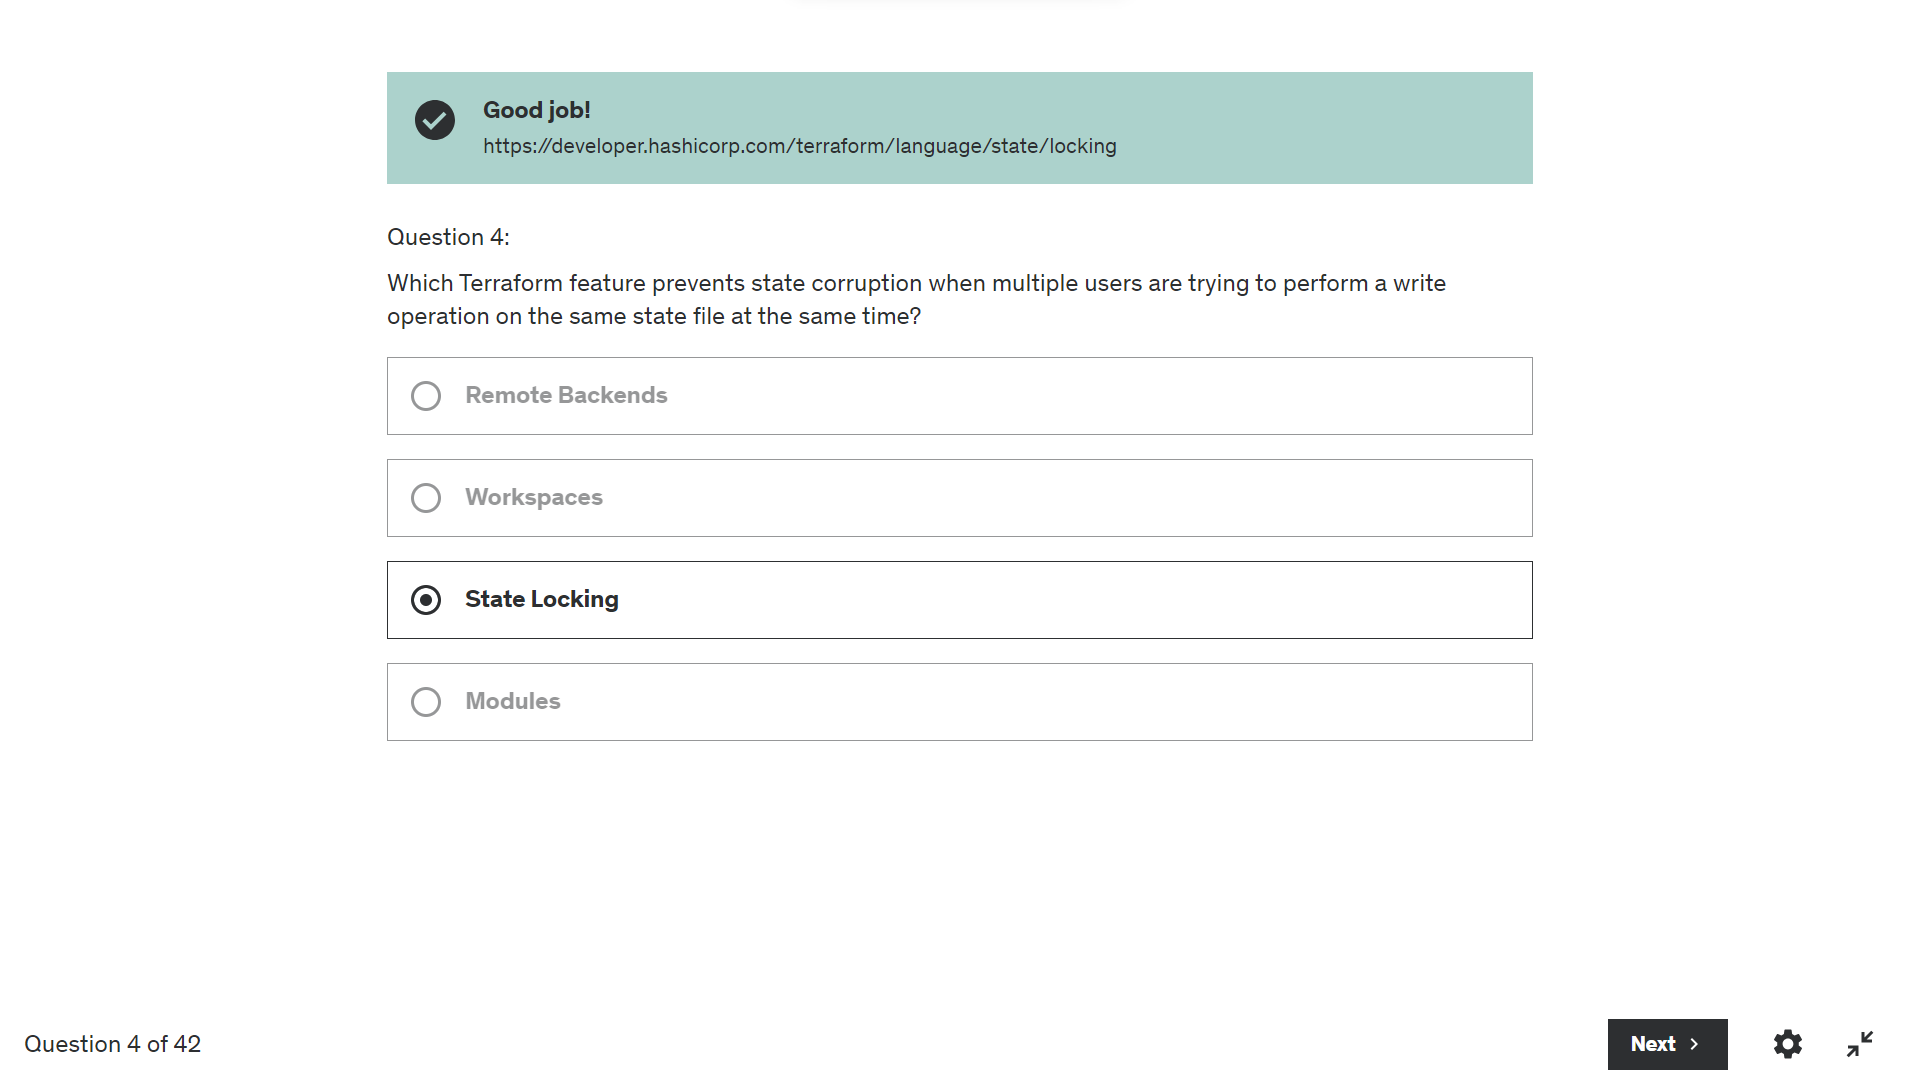 Good job!
https://developer.hashicorp.com/terraform/language/state/locking
Question 4:
Which Terraform feature prevents state corruption when multiple users are trying to perform a write
operation on the same state file at the same time?
Remote Backends
Workspaces
State Locking
Modules
Question 4 of 42
Next